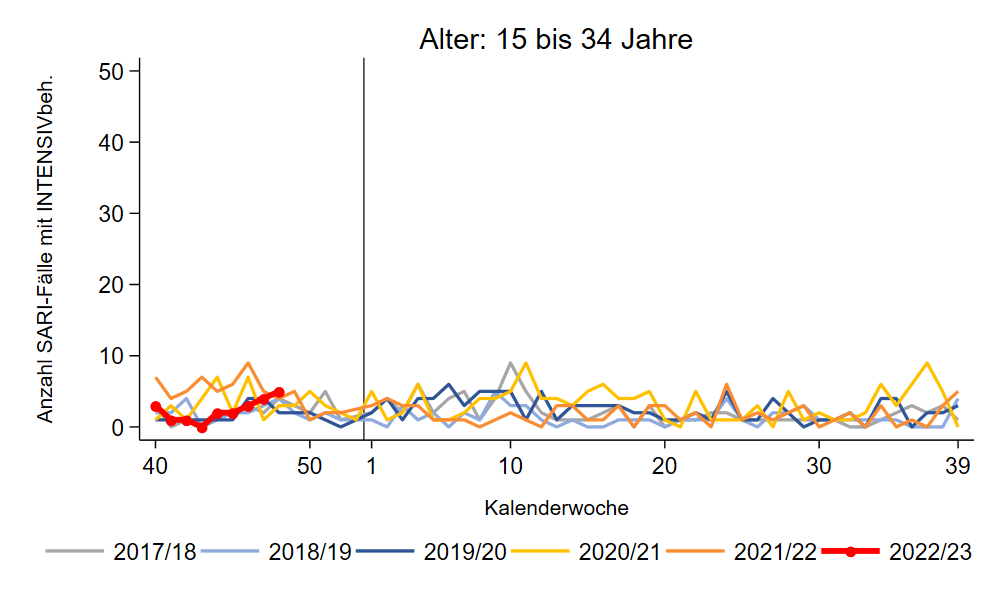 Alter: 15 bis 34 Jahre
Anzahl SARI-Fälle mit INTENSIVbeh.
50
40
30
20
10
0
40 50 1 10 20 30 39
Kalenderwoche
2017/18 2018/19 2019/20 2020/21 2021/22 2022/23